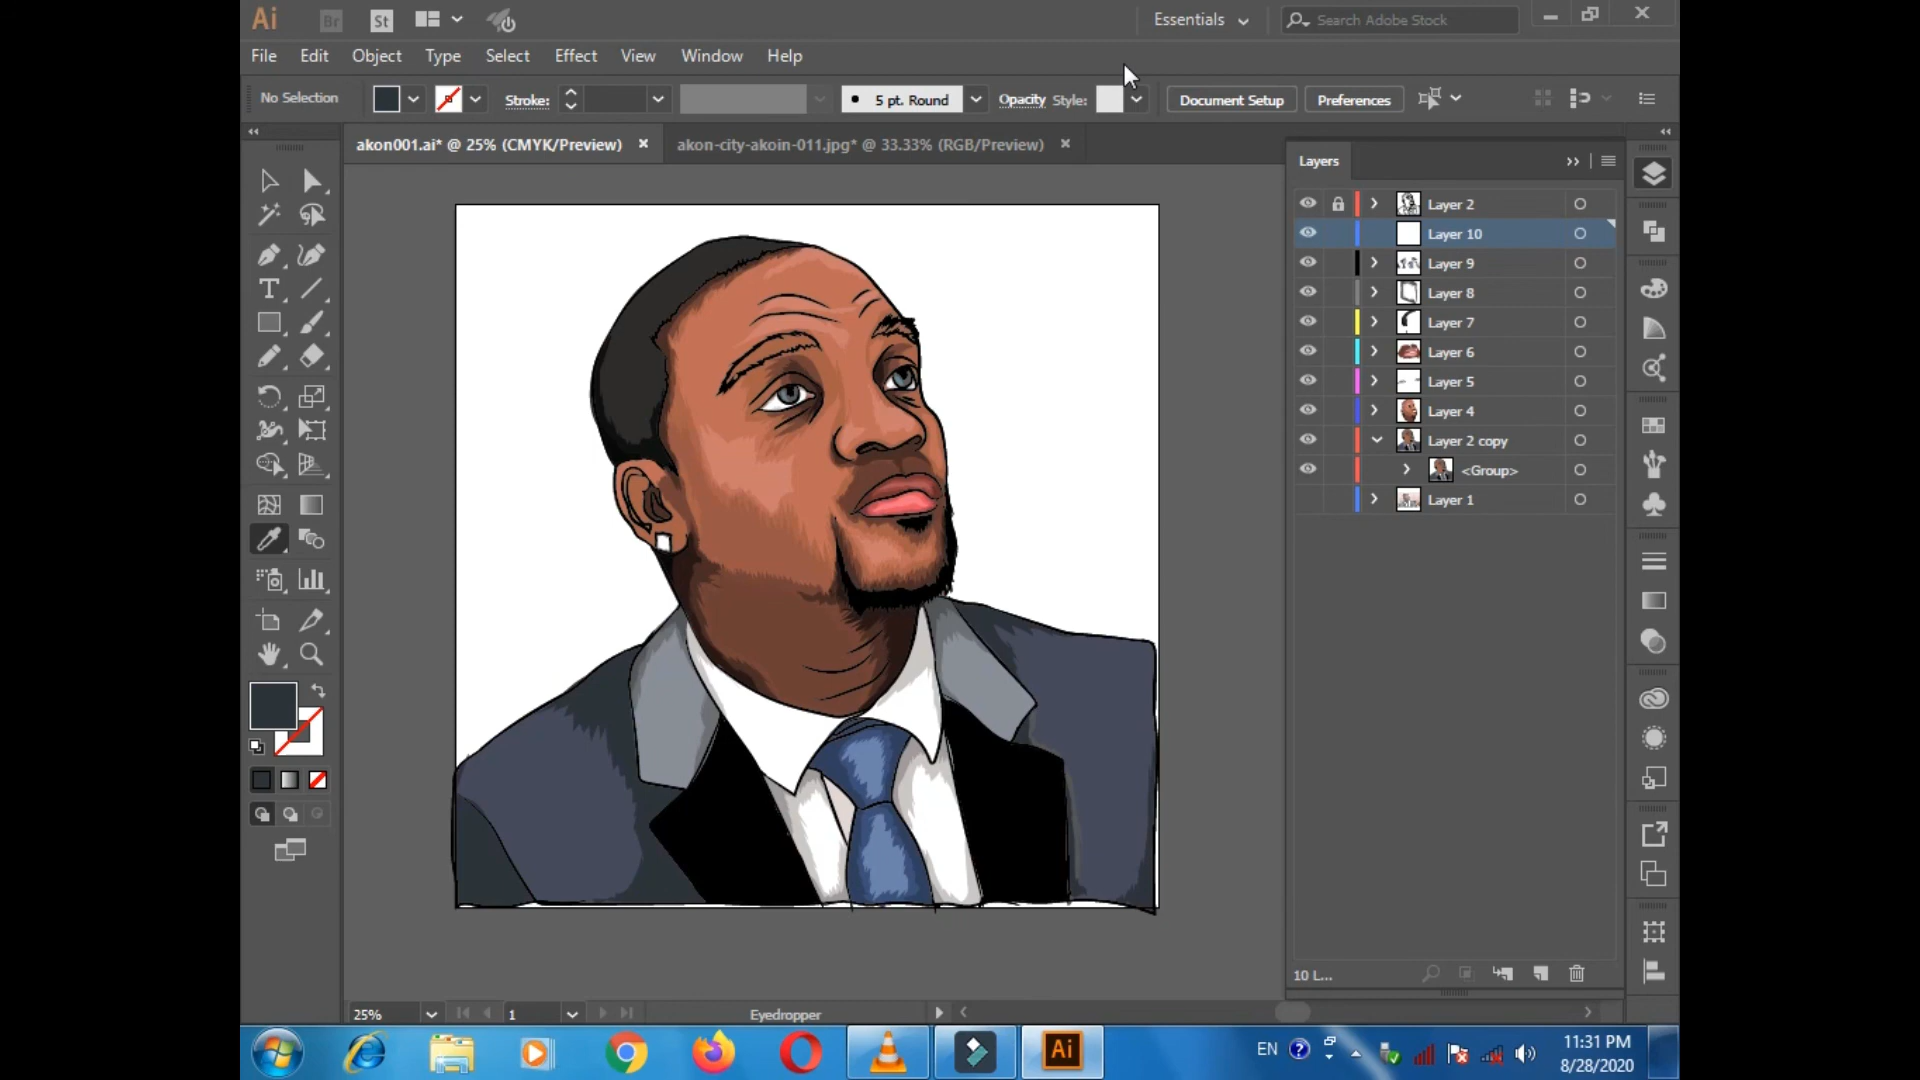 Ai Br St Essentials Search Adobe Stock
File Edit Object Type Select Effect View Window Help
No Selection Stroke: 5 pt. Round Opacity Style: Document Setup Preferences
akon001.ai* @ 25% (CMYK/Preview) × akon-city-akoin-011.jpg* @ 33.33% (RGB/Preview) ×
Layers
Layer 2
Layer 10
Layer 9
Layer 8
Layer 7
Layer 6
Layer 5
Layer 4
Layer 2 copy
<Group>
Layer 1
10 L...
25% 1 Eyedropper
Ai EN 11:31 PM
8/28/2020